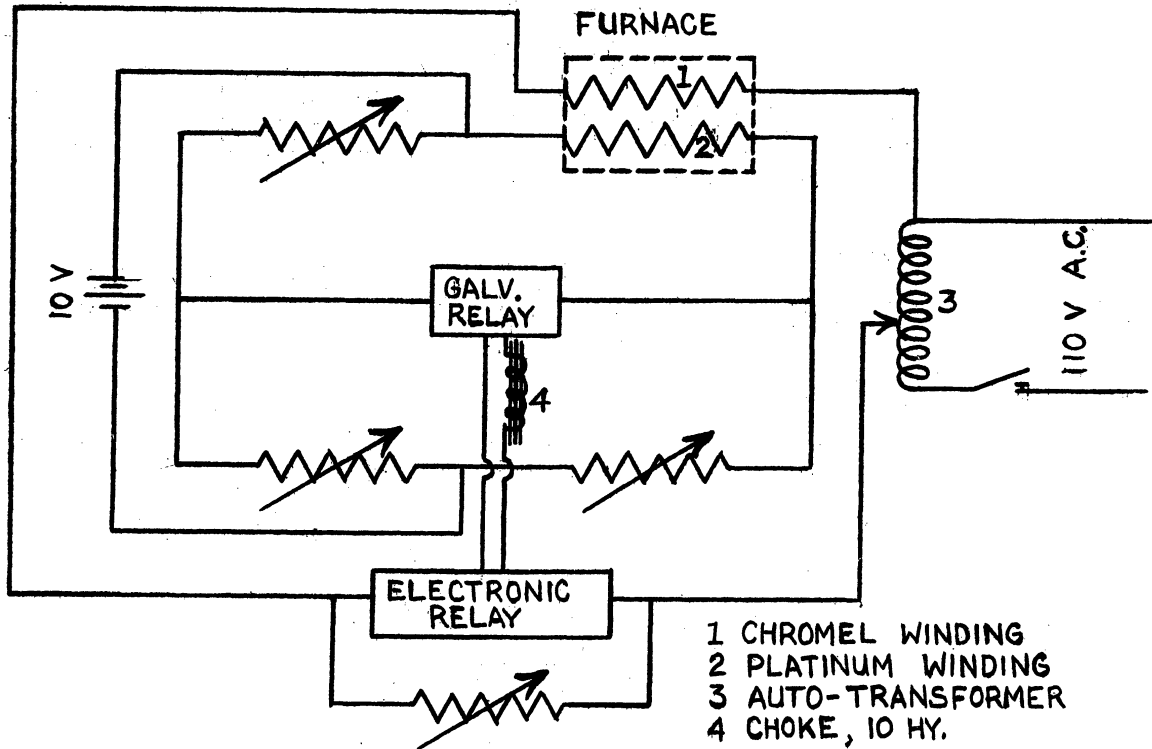 FURNACE
1
2
10 V
GALV.
RELAY
3
110 V A.C.
4
ELECTRONIC
RELAY
1 CHROMEL WINDING
2 PLATINUM WINDING
3 AUTO-TRANSFORMER
4 CHOKE, 10 HY.